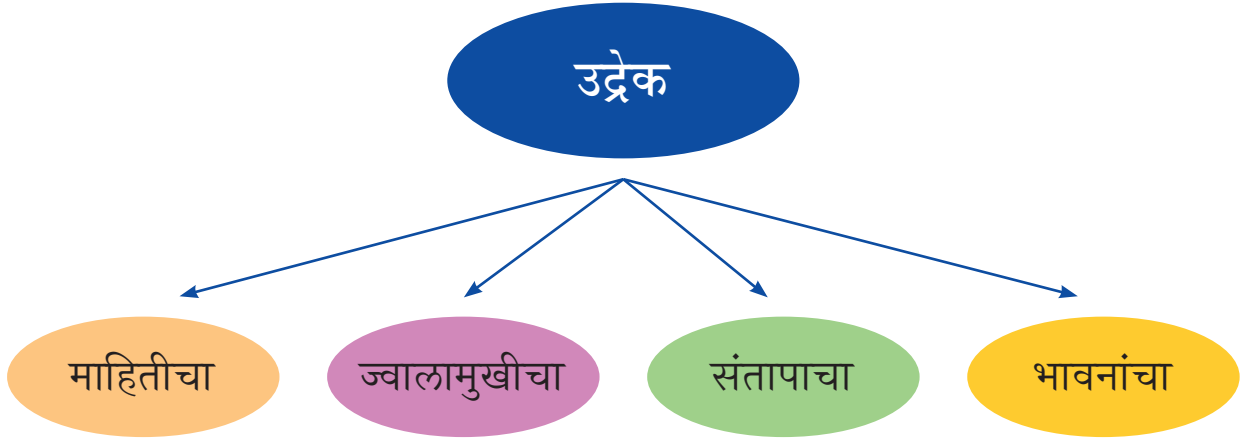 उद्रेक
माहितीचा
ज्वालामुखीचा
संतापाचा
भावनांचा